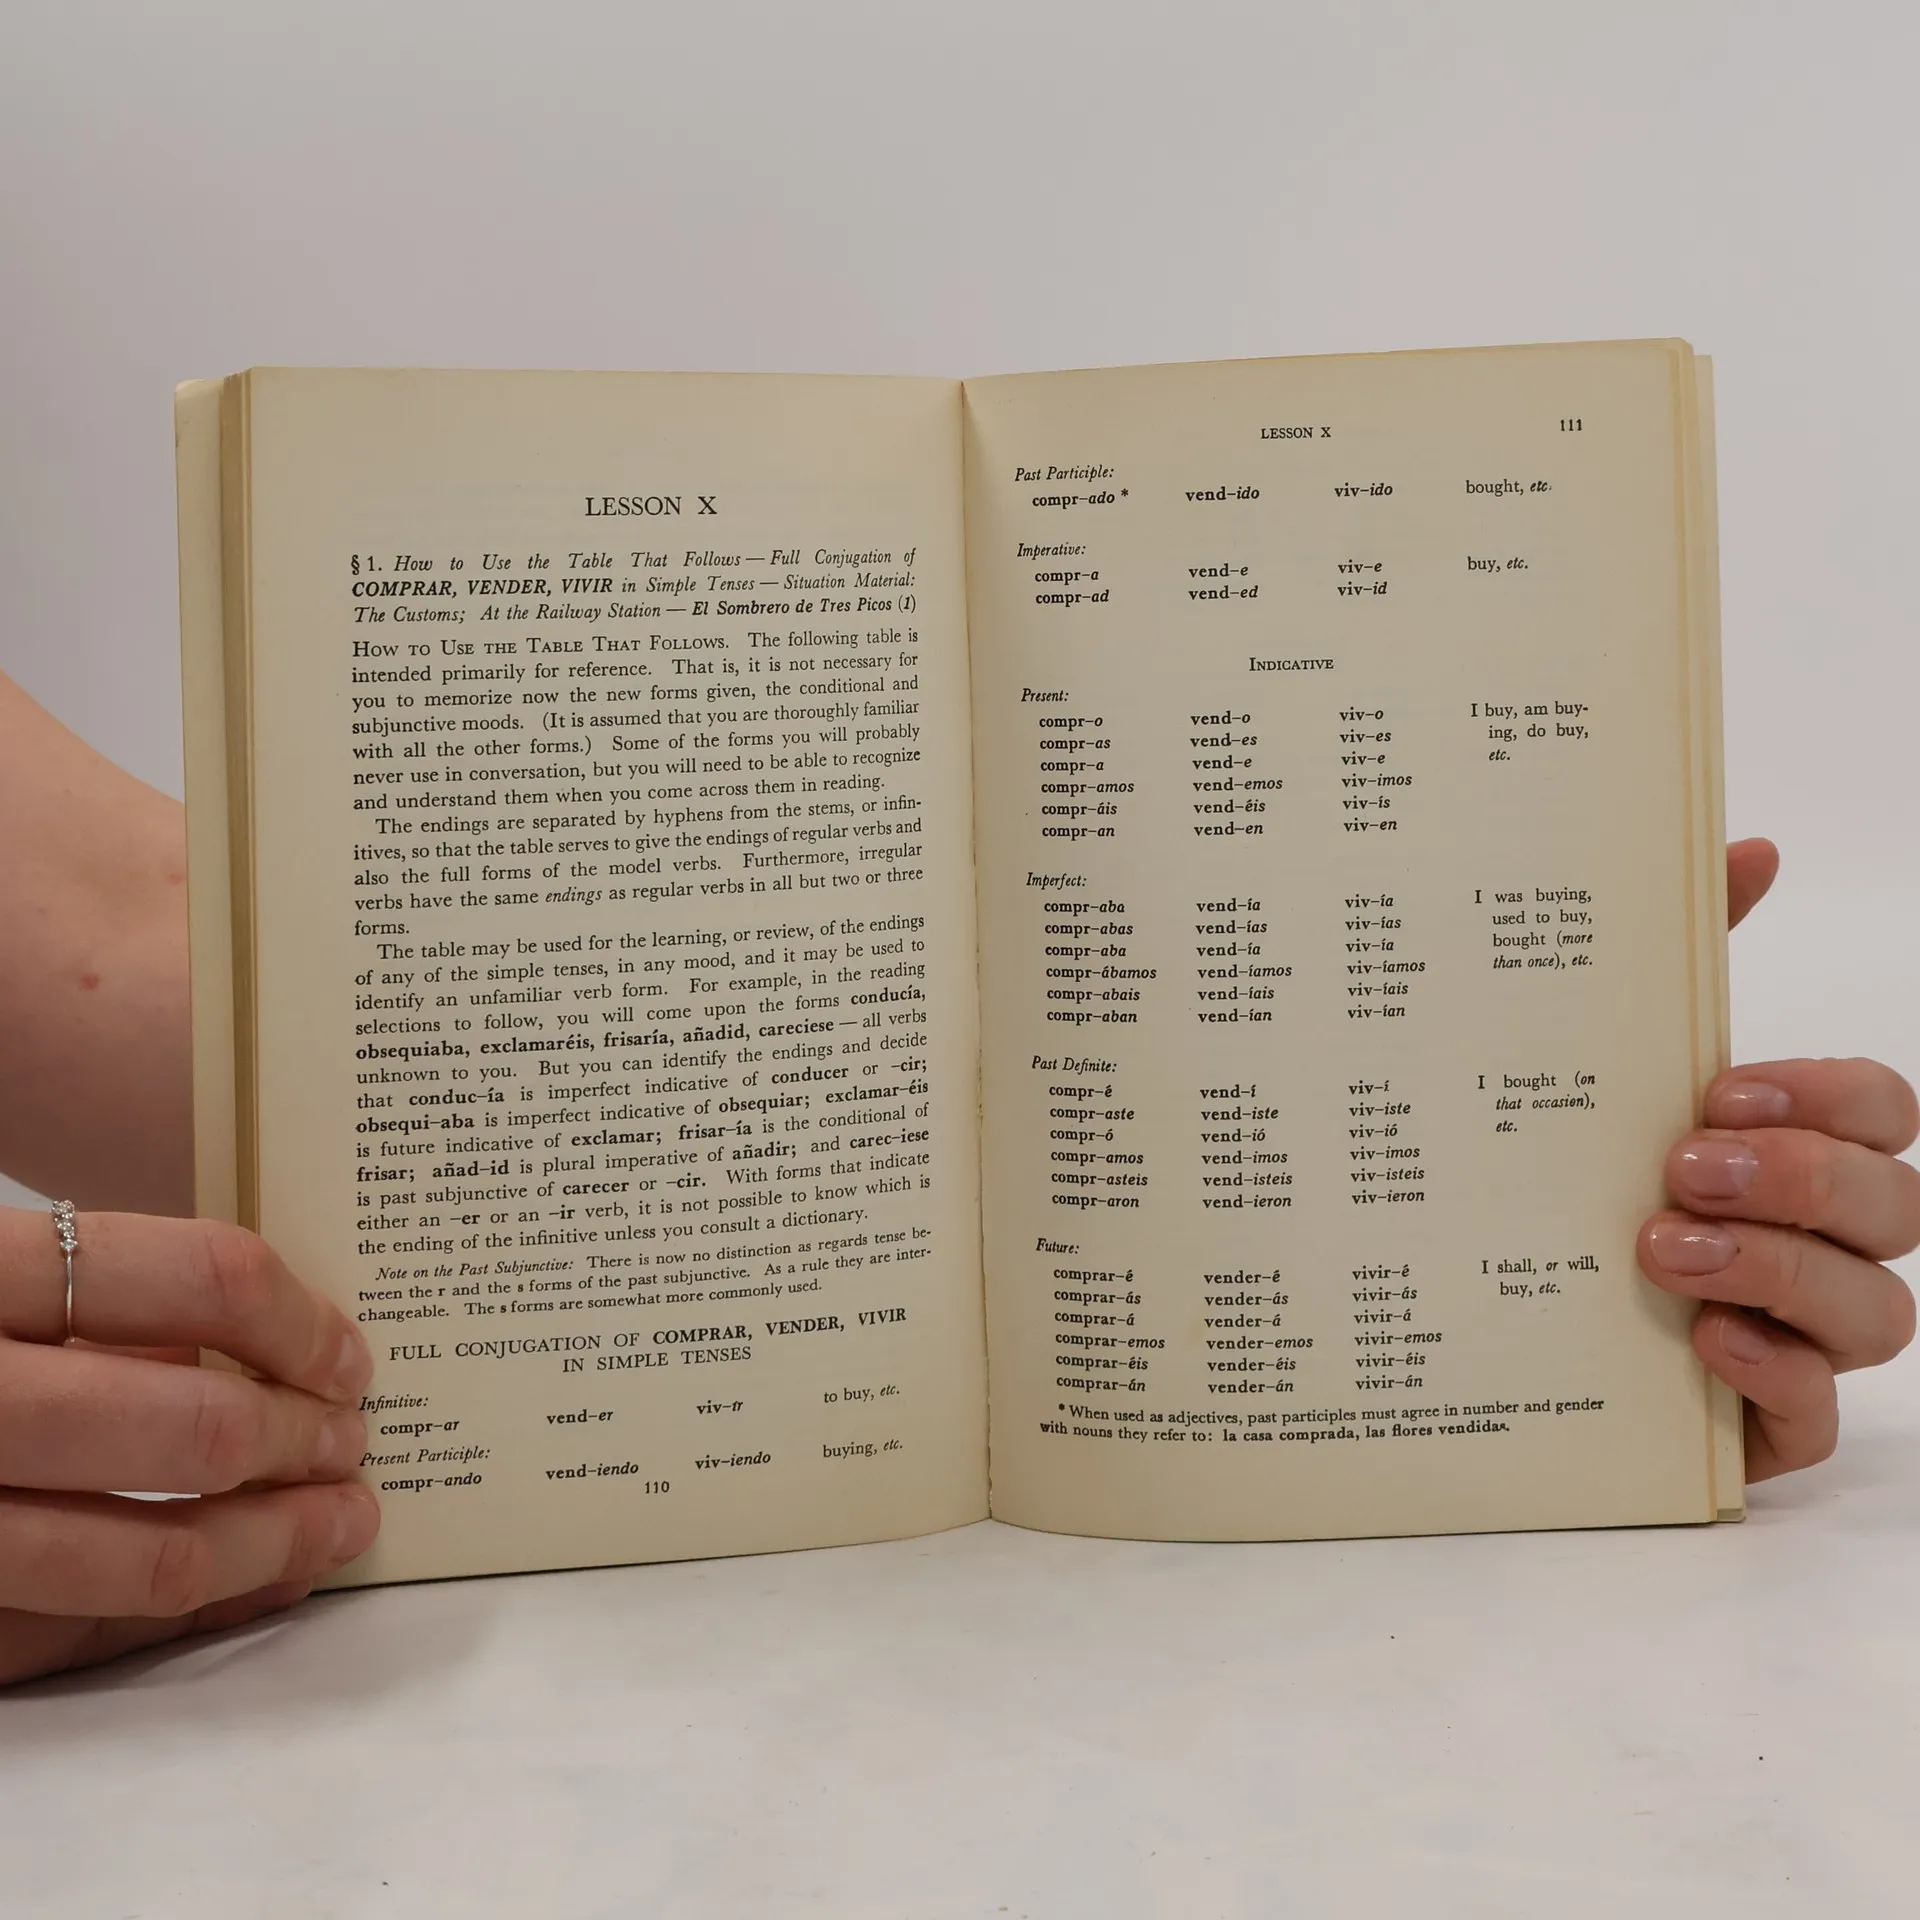 LESSON X
§ 1. How to Use the Table That Follows — Full Conjugation of
COMPRAR, VENDER, VIVIR in Simple Tenses — Situation Material:
The Customs; At the Railway Station — El Sombrero de Tres Picos (1)
HOW TO USE THE TABLE THAT FOLLOWS. The following table is
intended primarily for reference. That is, it is not necessary for
you to memorize now the new forms given, the conditional and
subjunctive moods. (It is assumed that you are thoroughly familiar
with all the other forms.) Some of the forms you will probably
never use in conversation, but you will need to be able to recognize
and understand them when you come across them in reading.
The endings are separated by hyphens from the stems, or infin-
itives, so that the table serves to give the endings of regular verbs and
also the full forms of the model verbs. Furthermore, irregular
verbs have the same endings as regular verbs in all but two or three
forms.
The table may be used for the learning, or review, of the endings
of any of the simple tenses, in any mood, and it may be used to
identify an unfamiliar verb form. For example, in the reading
selections to follow, you will come upon the forms conducía,
obsequiaba, exclamaréis, frisaría, añadid, careciese — all verbs
unknown to you. But you can identify the endings and decide
that conduc–ía is imperfect indicative of conducer or –cir;
obsequi–aba is imperfect indicative of obsequiar; exclamar–éis
is future indicative of exclamar; frisar–ía is the conditional of
frisar; añad–id is plural imperative of añadir; and carec–iese
is past subjunctive of carecer or –cir. With forms that indicate
either an –er or an –ir verb, it is not possible to know which is
the ending of the infinitive unless you consult a dictionary.
Note on the Past Subjunctive: There is now no distinction as regards tense be-
tween the r and the s forms of the past subjunctive. As a rule they are inter-
changeable. The s forms are somewhat more commonly used.
FULL CONJUGATION OF COMPRAR, VENDER, VIVIR
IN SIMPLE TENSES
Infinitive:
compr–ar vend–er viv–ir to buy, etc.
Present Participle:
compr–ando vend–iendo viv–iendo buying, etc.
110
LESSON X 111
Past Participle:
compr–ado * vend–ido viv–ido bought, etc.
Imperative:
compr–a vend–e viv–e buy, etc.
compr–ad vend–ed viv–id
INDICATIVE
Present:
compr–o vend–o viv–o I buy, am buy-
compr–as vend–es viv–es ing, do buy,
compr–a vend–e viv–e etc.
compr–amos vend–emos viv–imos
compr–áis vend–éis viv–ís
compr–an vend–en viv–en
Imperfect:
compr–aba vend–ía viv–ía I was buying,
compr–abas vend–ías viv–ías used to buy,
compr–aba vend–ía viv–ía bought (more
compr–ábamos vend–íamos viv–íamos than once), etc.
compr–abais vend–íais viv–íais
compr–aban vend–ían viv–ían
Past Definite:
compr–é vend–í viv–í I bought (on
compr–aste vend–iste viv–iste that occasion),
compr–ó vend–ió viv–ió etc.
compr–amos vend–imos viv–imos
compr–asteis vend–isteis viv–isteis
compr–aron vend–ieron viv–ieron
Future:
comprar–é vender–é vivir–é I shall, or will,
comprar–ás vender–ás vivir–ás buy, etc.
comprar–á vender–á vivir–á
comprar–emos vender–emos vivir–emos
comprar–éis vender–éis vivir–éis
comprar–án vender–án vivir–án
* When used as adjectives, past participles must agree in number and gender
with nouns they refer to: la casa comprada, las flores vendidas.